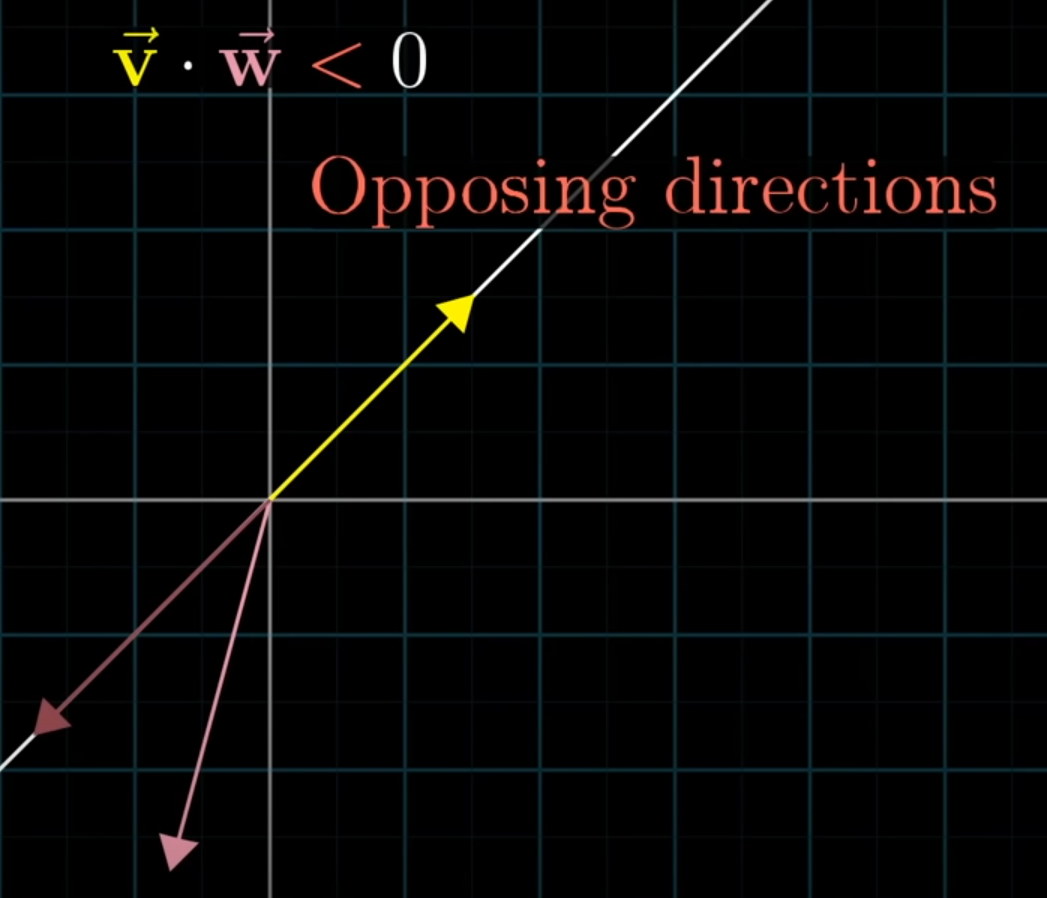 v⃗ · w⃗ < 0
Opposing directions